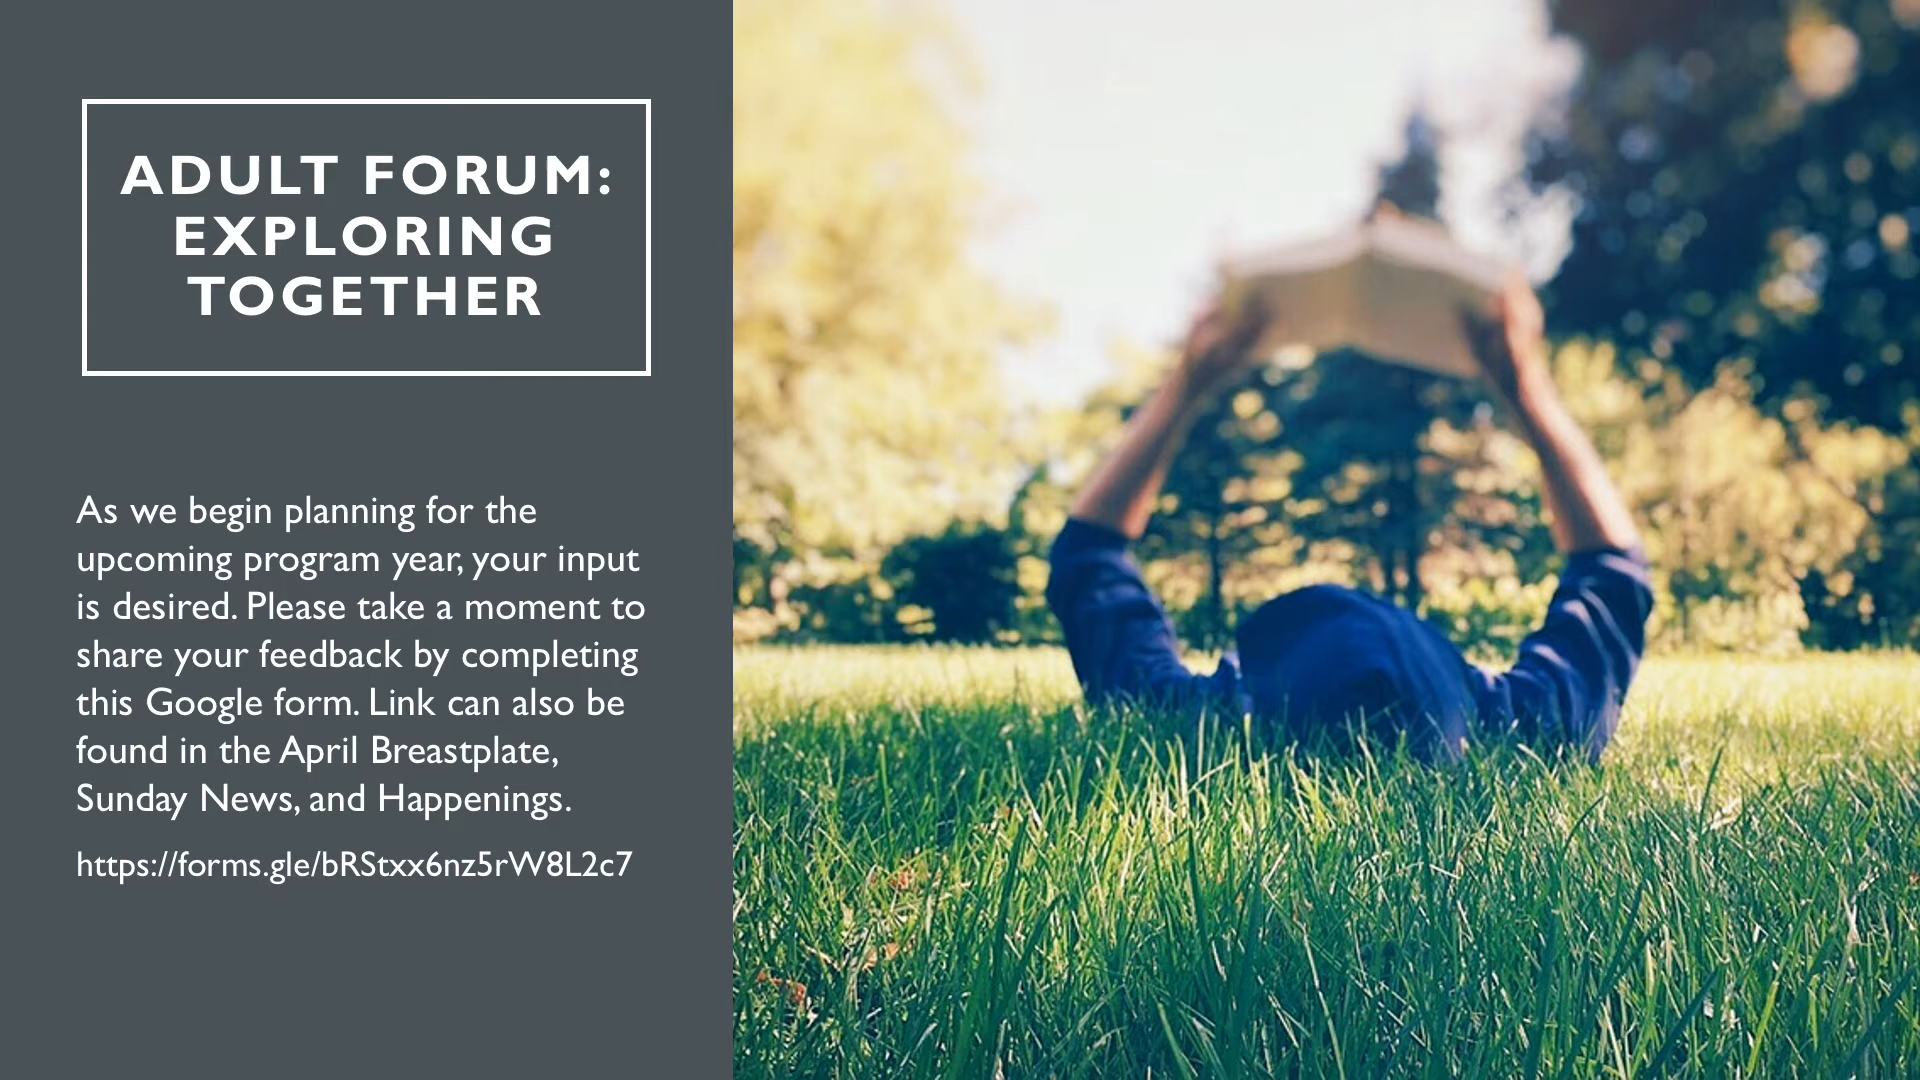 ADULT FORUM:
EXPLORING
TOGETHER
As we begin planning for the
upcoming program year, your input
is desired. Please take a moment to
share your feedback by completing
this Google form. Link can also be
found in the April Breastplate,
Sunday News, and Happenings.
https://forms.gle/bRStxx6nz5rW8L2c7